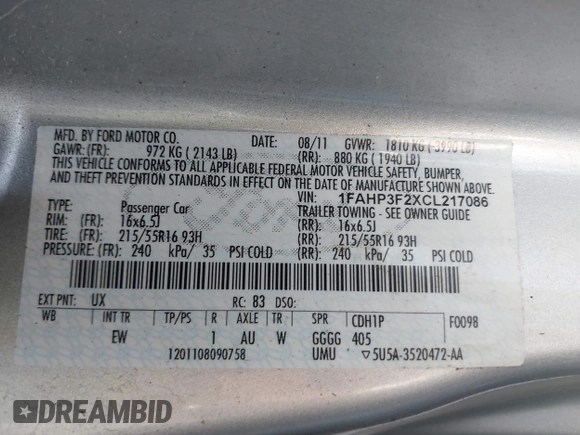 MFD. BY FORD MOTOR CO. DATE: 08/11 GVWR: 1810 KG ( 3990 LB)
GAWR: (FR): 972 KG ( 2143 LB) (RR): 880 KG ( 1940 LB)
THIS VEHICLE CONFORMS TO ALL APPLICABLE FEDERAL MOTOR VEHICLE SAFETY, BUMPER,
AND THEFT PREVENTION STANDARDS IN EFFECT ON THE DATE OF MANUFACTURE SHOWN ABOVE.
VIN: 1FAHP3F2XCL217086
TYPE: Passenger Car TRAILER TOWING - SEE OWNER GUIDE
RIM: (FR): 16x6.5J (RR): 16x6.5J
TIRE: (FR): 215/55R16 93H (RR): 215/55R16 93H
PRESSURE: (FR): 240 kPa/ 35 PSI COLD (RR): 240 kPa/ 35 PSI COLD
EXT PNT: UX RC: 83 DSO:
WB INT TR TP/PS R AXLE TR SPR CDH1P F0098
EW 1 AU W GGGG 405
1201108090758 UMU ▽5U5A-3520472-AA
DREAMBID